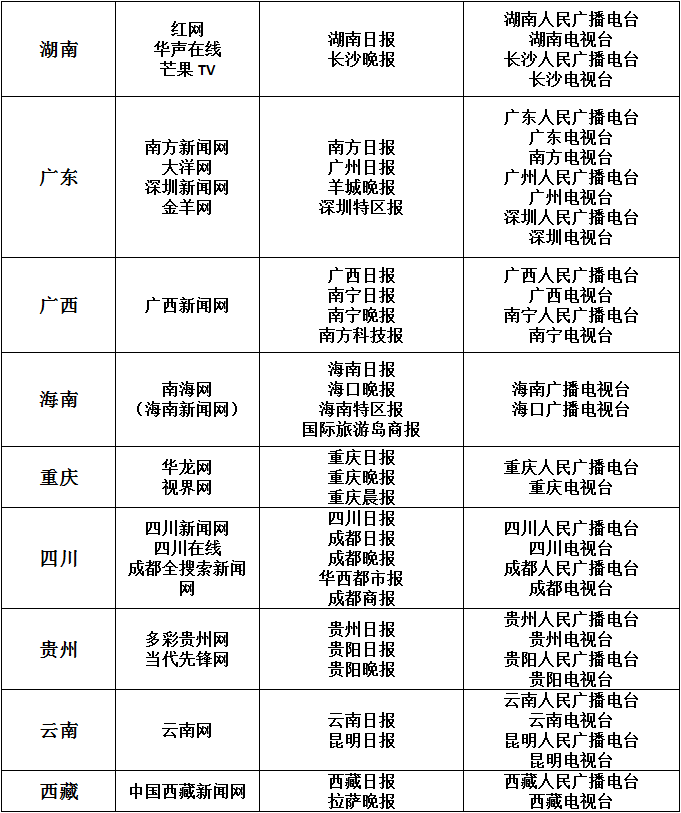 湖南
红网
华声在线
芒果 TV
湖南日报
长沙晚报
湖南人民广播电台
湖南电视台
长沙人民广播电台
长沙电视台
广东
南方新闻网
大洋网
深圳新闻网
金羊网
南方日报
广州日报
羊城晚报
深圳特区报
广东人民广播电台
广东电视台
南方电视台
广州人民广播电台
广州电视台
深圳人民广播电台
深圳电视台
广西
广西新闻网
广西日报
南宁日报
南宁晚报
南方科技报
广西人民广播电台
广西电视台
南宁人民广播电台
南宁电视台
海南
南海网
（海南新闻网）
海南日报
海口晚报
海南特区报
国际旅游岛商报
海南广播电视台
海口广播电视台
重庆
华龙网
视界网
重庆日报
重庆晚报
重庆晨报
重庆人民广播电台
重庆电视台
四川
四川新闻网
四川在线
成都全搜索新闻
网
四川日报
成都日报
成都晚报
华西都市报
成都商报
四川人民广播电台
四川电视台
成都人民广播电台
成都电视台
贵州
多彩贵州网
当代先锋网
贵州日报
贵阳日报
贵阳晚报
贵州人民广播电台
贵州电视台
贵阳人民广播电台
贵阳电视台
云南
云南网
云南日报
昆明日报
云南人民广播电台
云南电视台
昆明人民广播电台
昆明电视台
西藏
中国西藏新闻网
西藏日报
拉萨晚报
西藏人民广播电台
西藏电视台